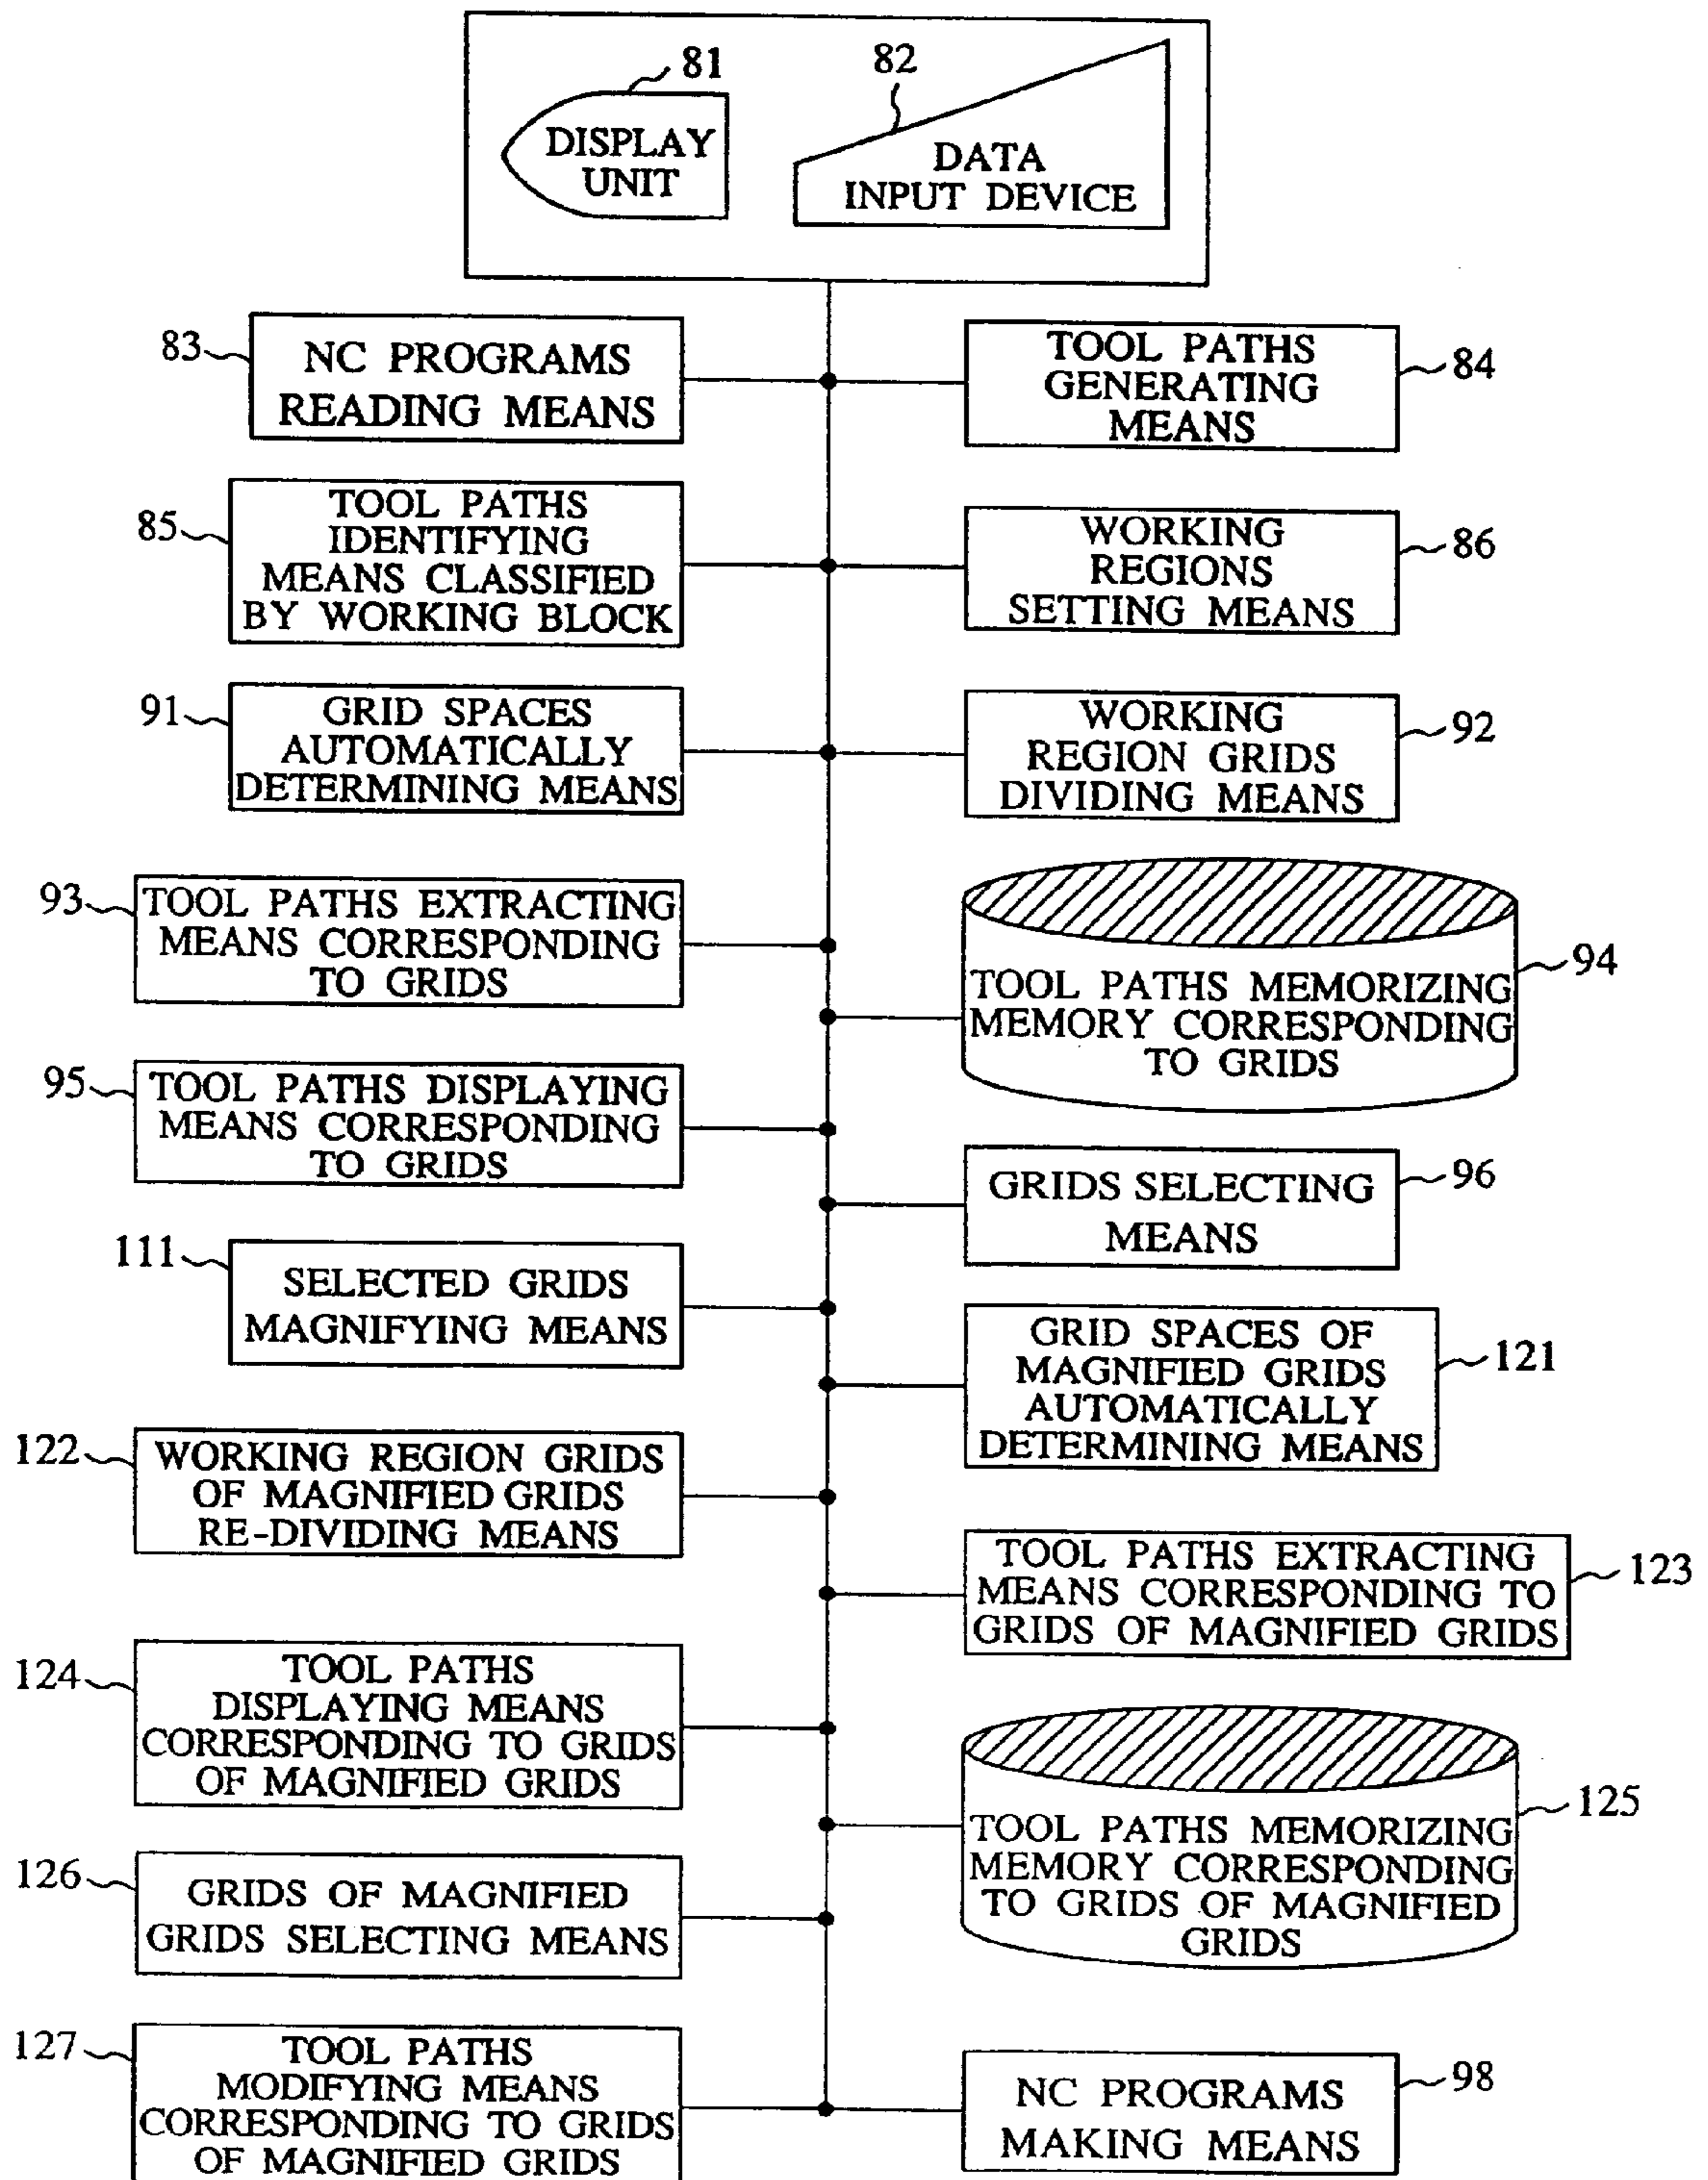 81
DISPLAY
UNIT
82
DATA
INPUT DEVICE
83
NC PROGRAMS
READING MEANS
TOOL PATHS
GENERATING
MEANS
84
85
TOOL PATHS
IDENTIFYING
MEANS CLASSIFIED
BY WORKING BLOCK
WORKING
REGIONS
SETTING MEANS
86
91
GRID SPACES
AUTOMATICALLY
DETERMINING MEANS
WORKING
REGION GRIDS
DIVIDING MEANS
92
93
TOOL PATHS EXTRACTING
MEANS CORRESPONDING
TO GRIDS
TOOL PATHS MEMORIZING
MEMORY CORRESPONDING
TO GRIDS
94
95
TOOL PATHS DISPLAYING
MEANS CORRESPONDING
TO GRIDS
GRIDS SELECTING
MEANS
96
111
SELECTED GRIDS
MAGNIFYING MEANS
GRID SPACES OF
MAGNIFIED GRIDS
AUTOMATICALLY
DETERMINING MEANS
121
122
WORKING REGION GRIDS
OF MAGNIFIED GRIDS
RE-DIVIDING MEANS
TOOL PATHS EXTRACTING
MEANS CORRESPONDING TO
GRIDS OF MAGNIFIED GRIDS
123
124
TOOL PATHS
DISPLAYING MEANS
CORRESPONDING TO GRIDS
OF MAGNIFIED GRIDS
TOOL PATHS MEMORIZING
MEMORY CORRESPONDING
TO GRIDS OF MAGNIFIED
GRIDS
125
126
GRIDS OF MAGNIFIED
GRIDS SELECTING MEANS
127
TOOL PATHS
MODIFYING MEANS
CORRESPONDING TO GRIDS
OF MAGNIFIED GRIDS
NC PROGRAMS
MAKING MEANS
98